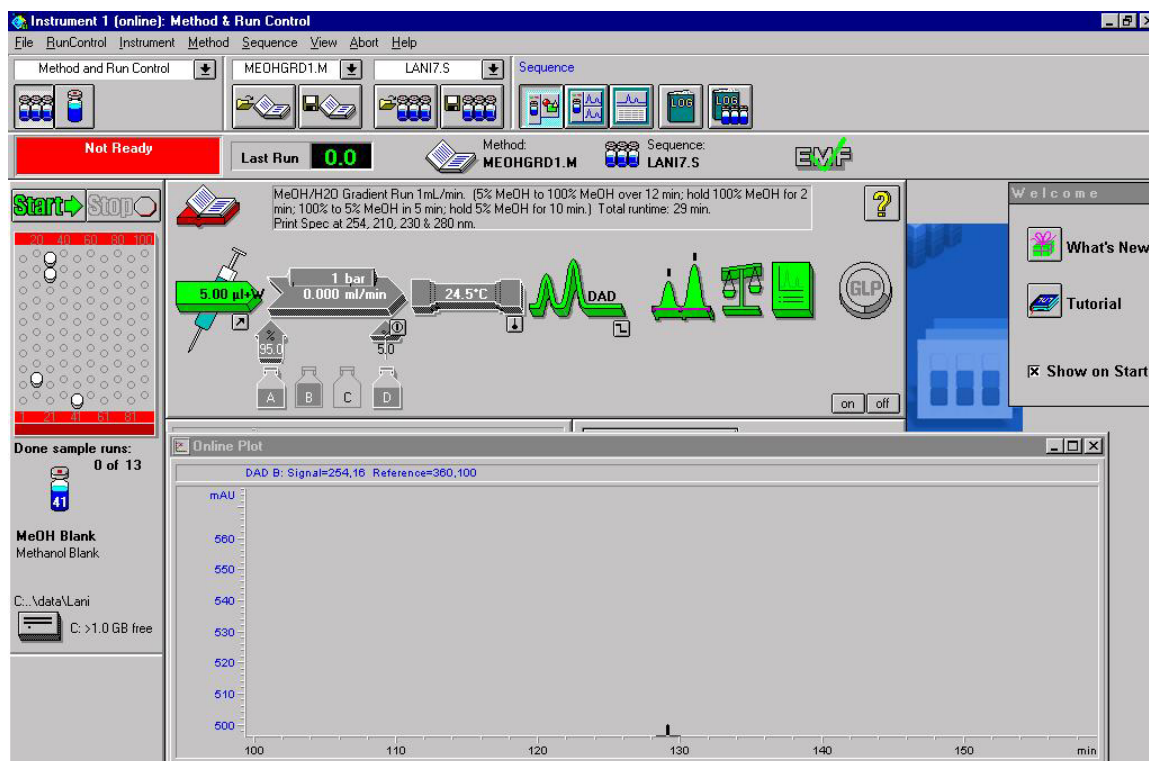 Instrument 1 (online): Method & Run Control
File RunControl Instrument Method Sequence View Abort Help
Method and Run Control MEOHGRD1.M LANI7.S Sequence
LOG LOG
Not Ready
Last Run 0.0
Method:
MEOHGRD1.M
Sequence:
LANI7.S
EMF
Start Stop
MeOH/H2O Gradient Run 1mL/min. (5% MeOH to 100% MeOH over 12 min; hold 100% MeOH for 2
min; 100% to 5% MeOH in 5 min; hold 5% MeOH for 10 min.) Total runtime: 29 min.
Print Spec at 254, 210, 230 & 280 nm.
?
Welcome
What's New
Tutorial
Show on Start
20 40 60 80 100
1 21 41 61 81
5.00 µl+W
1 bar
0.000 ml/min
24.5°C
DAD
GLP
%
95.0
5.0
A B C D
on off
Done sample runs:
0 of 13
41
MeOH Blank
Methanol Blank
C:..\data\Lani
C: >1.0 GB free
Online Plot
DAD B: Signal=254,16 Reference=360,100
mAU
560
550
540
530
520
510
500
100 110 120 130 140 150 min